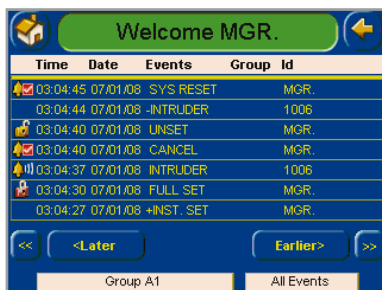 Welcome MGR.
Time Date Events Group Id
03:04:45 07/01/08 SYS RESET MGR.
03:04:44 07/01/08 -INTRUDER 1006
03:04:40 07/01/08 UNSET MGR.
03:04:40 07/01/08 CANCEL MGR.
03:04:37 07/01/08 INTRUDER 1006
03:04:30 07/01/08 FULL SET MGR.
03:04:27 07/01/08 +INST. SET MGR.
<< <Later Earlier> >>
Group A1 All Events